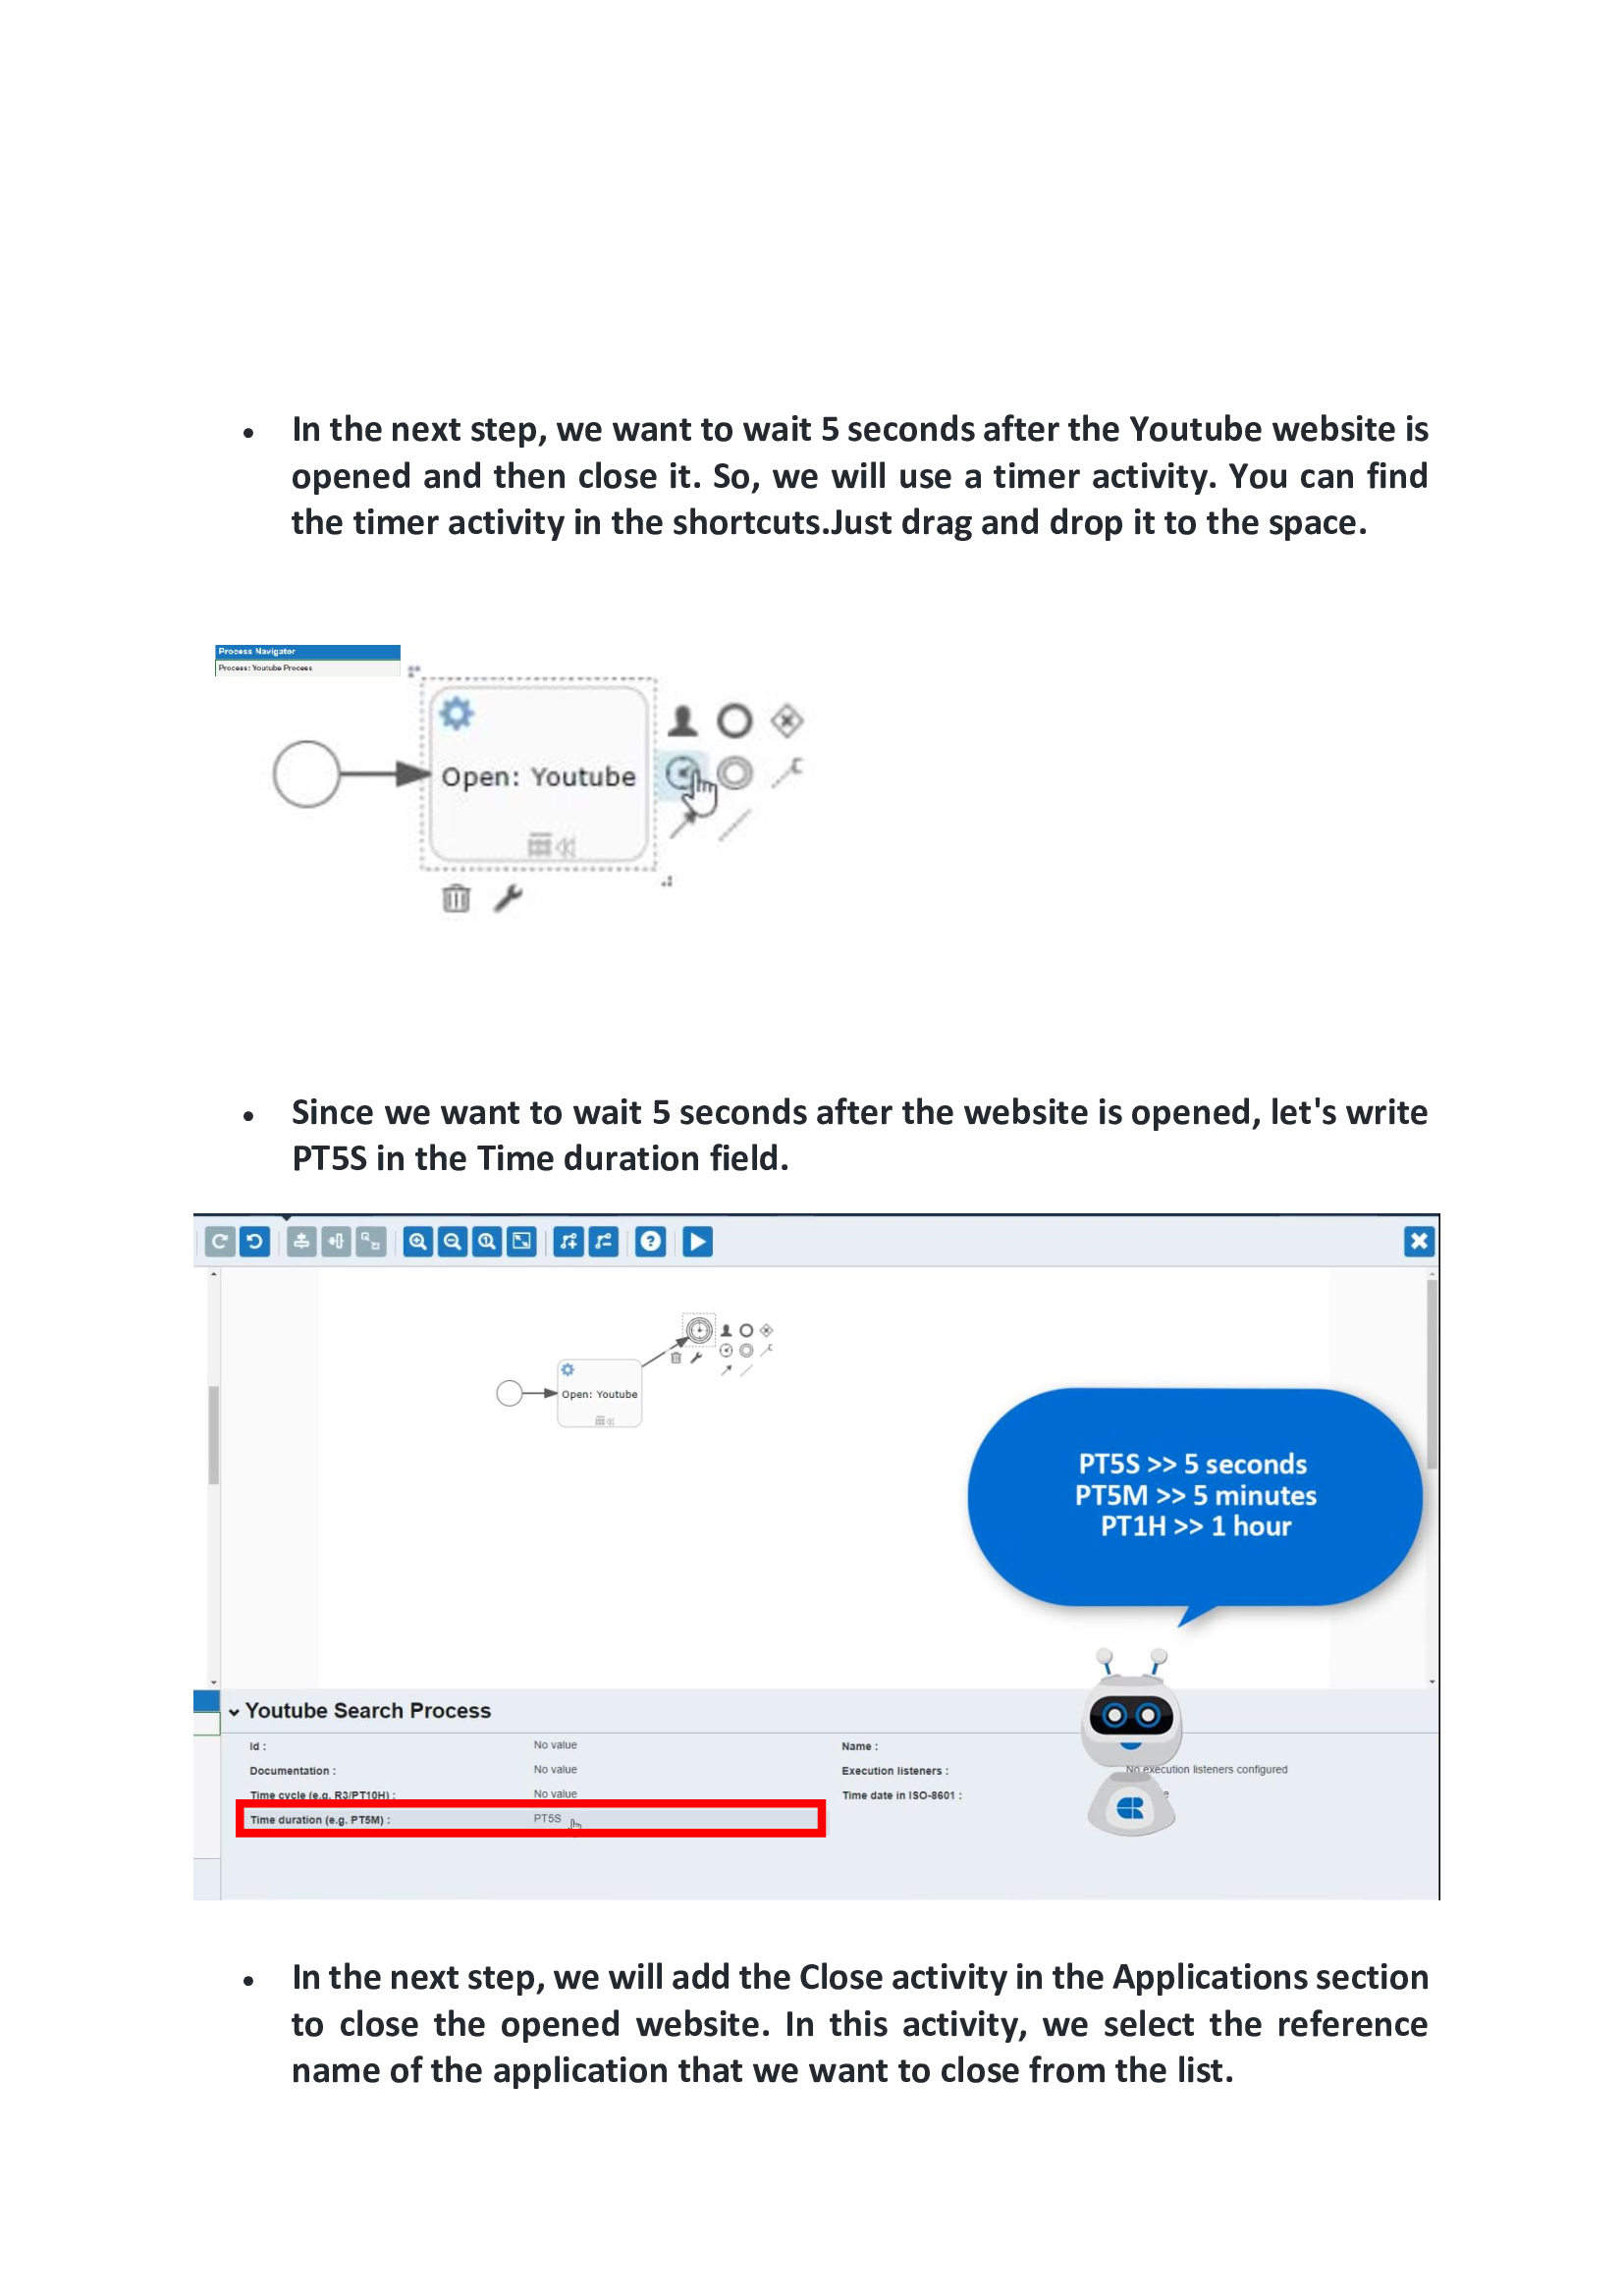 • In the next step, we want to wait 5 seconds after the Youtube website is
opened and then close it. So, we will use a timer activity. You can find
the timer activity in the shortcuts.Just drag and drop it to the space.
Process Navigator
Process: Youtube Process
Open: Youtube
• Since we want to wait 5 seconds after the website is opened, let's write
PT5S in the Time duration field.
Open: Youtube
PT5S >> 5 seconds
PT5M >> 5 minutes
PT1H >> 1 hour
Youtube Search Process
Id : No value Name :
Documentation : No value Execution listeners : No execution listeners configured
Time cycle (e.g. R3/PT10H) : No value Time date in ISO-8601 :
Time duration (e.g. PT5M) : PT5S
• In the next step, we will add the Close activity in the Applications section
to close the opened website. In this activity, we select the reference
name of the application that we want to close from the list.